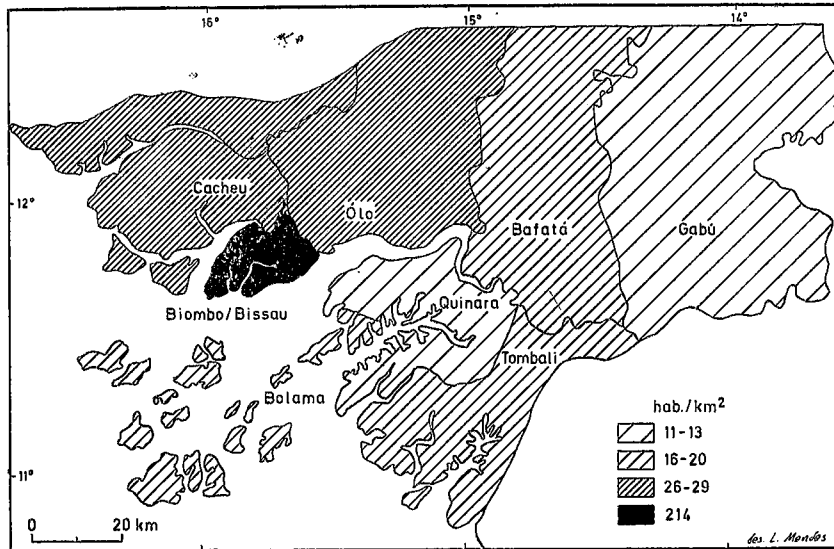 16° 15° 14°
12°
Cacheu
Óio
Bafatá
Gabú
Biombo/Bissau
Quinara
Tombali
Bolama
11°
hab./km²
11-13
16-20
26-29
214
0 20 km
des. L. Mendes